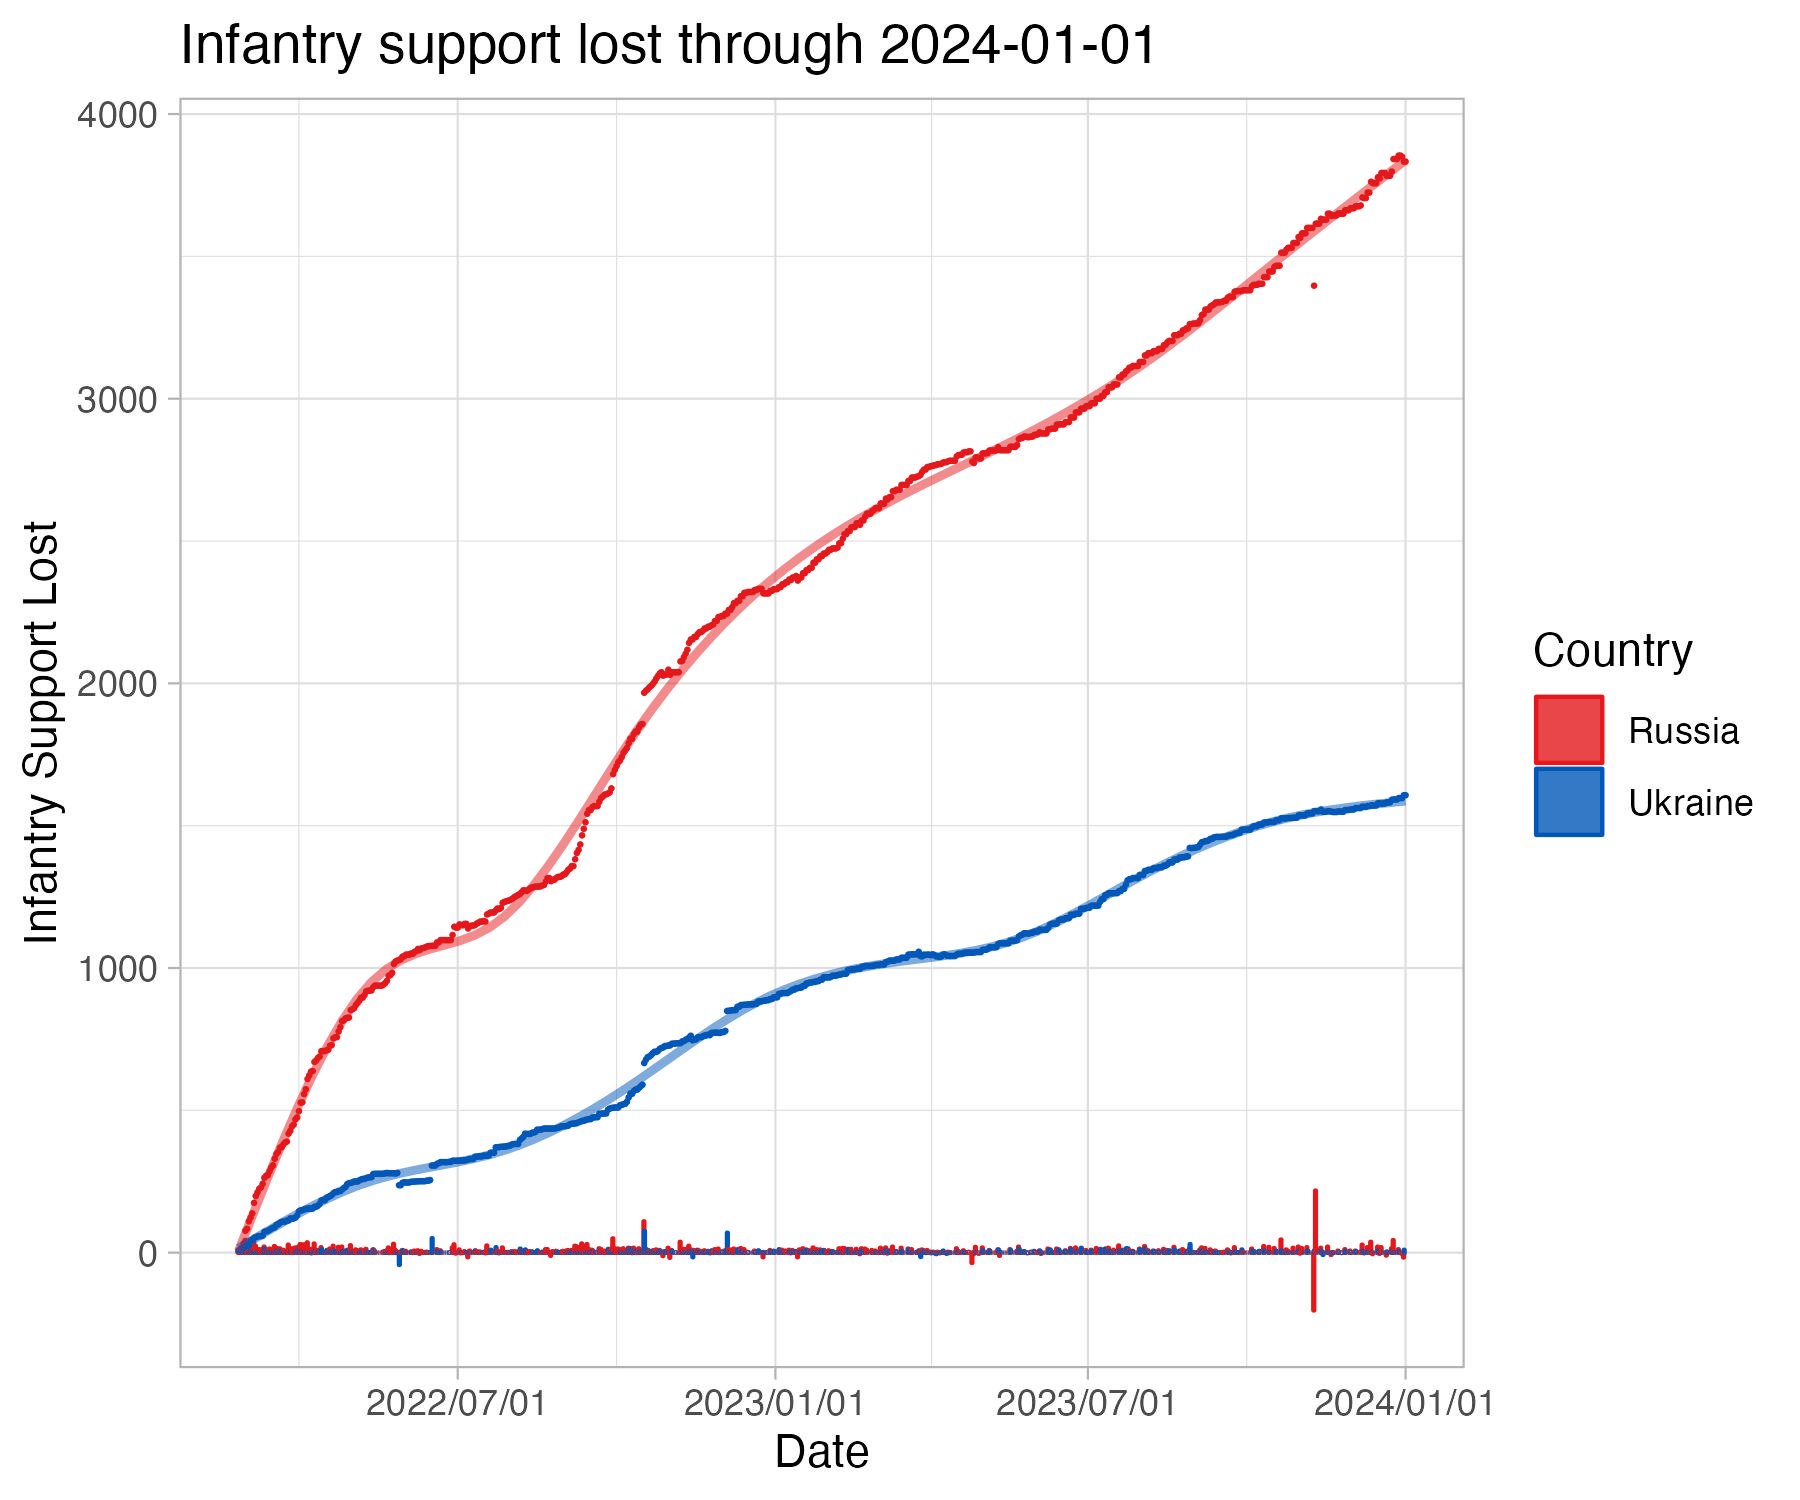 Infantry support lost through 2024-01-01
Infantry Support Lost
4000
3000
2000
1000
0
2022/07/01
2023/01/01
2023/07/01
2024/01/01
Date
Country
Russia
Ukraine